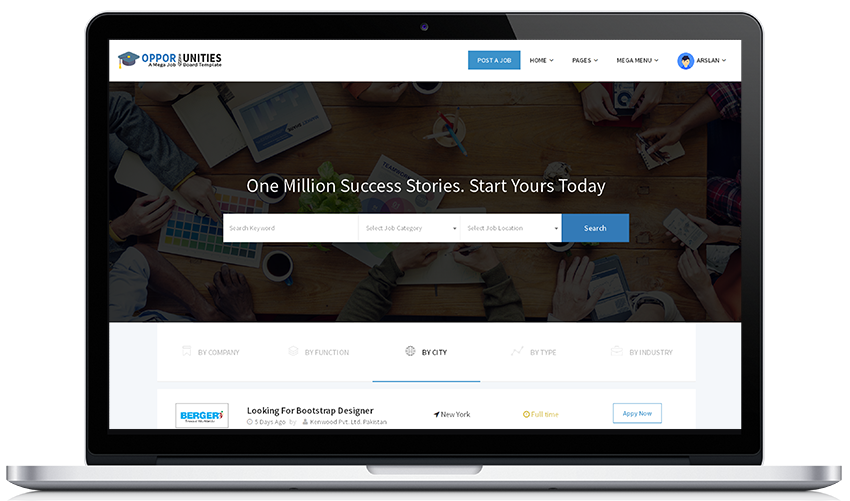 OPPOR UNITIES
A Mega Job Board Template
POST A JOB HOME PAGES MEGA MENU ARSLAN
One Million Success Stories. Start Yours Today
Search Keyword Select Job Category Select Job Location Search
BY COMPANY BY FUNCTION BY CITY BY TYPE BY INDUSTRY
BERGER
Looking For Bootstrap Designer New York Full time Appy Now
5 Days Ago By Kenwood Pvt. Ltd. Pakistan